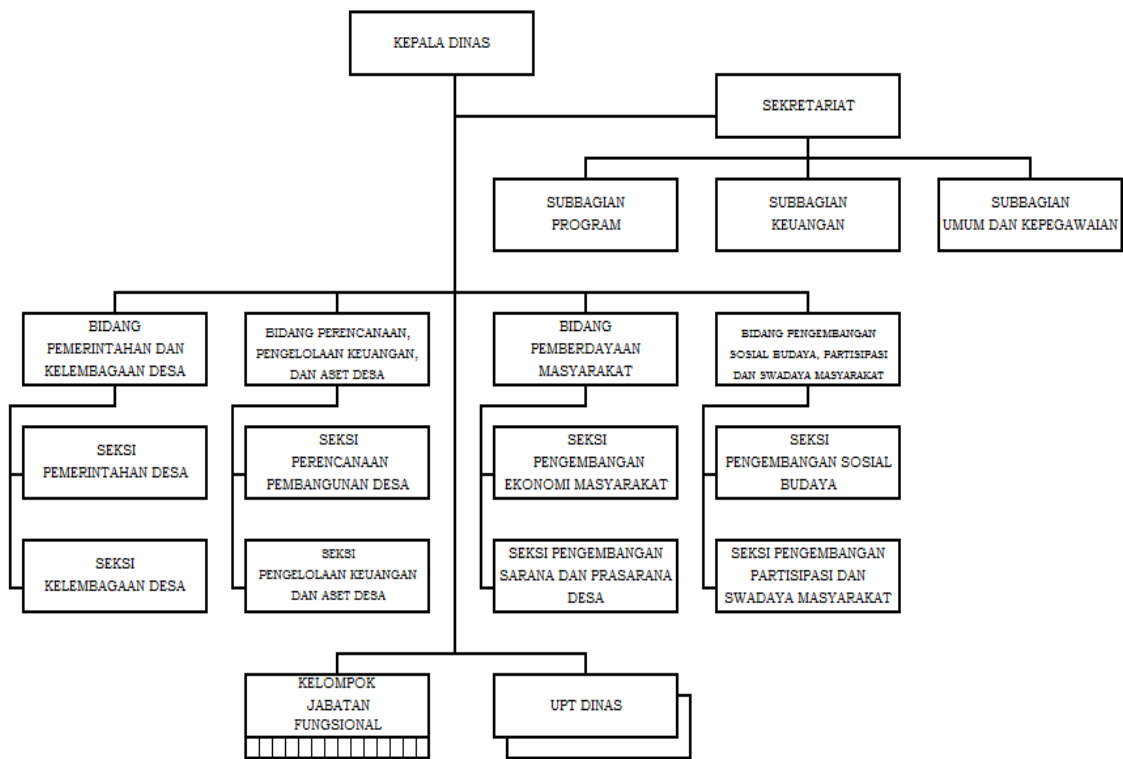 KEPALA DINAS
SEKRETARIAT
SUBBAGIAN
PROGRAM
SUBBAGIAN
KEUANGAN
SUBBAGIAN
UMUM DAN KEPEGAWAIAN
BIDANG
PEMERINTAHAN DAN
KELEMBAGAAN DESA
BIDANG PERENCANAAN,
PENGELOLAAN KEUANGAN,
DAN ASET DESA
BIDANG
PEMBERDAYAAN
MASYARAKAT
BIDANG PENGEMBANGAN
SOSIAL BUDAYA, PARTISIPASI
DAN SWADAYA MASYARAKAT
SEKSI
PEMERINTAHAN DESA
SEKSI
PERENCANAAN
PEMBANGUNAN DESA
SEKSI
PENGEMBANGAN
EKONOMI MASYARAKAT
SEKSI
PENGEMBANGAN SOSIAL
BUDAYA
SEKSI
KELEMBAGAAN DESA
SEKSI
PENGELOLAAN KEUANGAN
DAN ASET DESA
SEKSI PENGEMBANGAN
SARANA DAN PRASARANA
DESA
SEKSI PENGEMBANGAN
PARTISIPASI DAN
SWADAYA MASYARAKAT
KELOMPOK
JABATAN
FUNGSIONAL
UPT DINAS